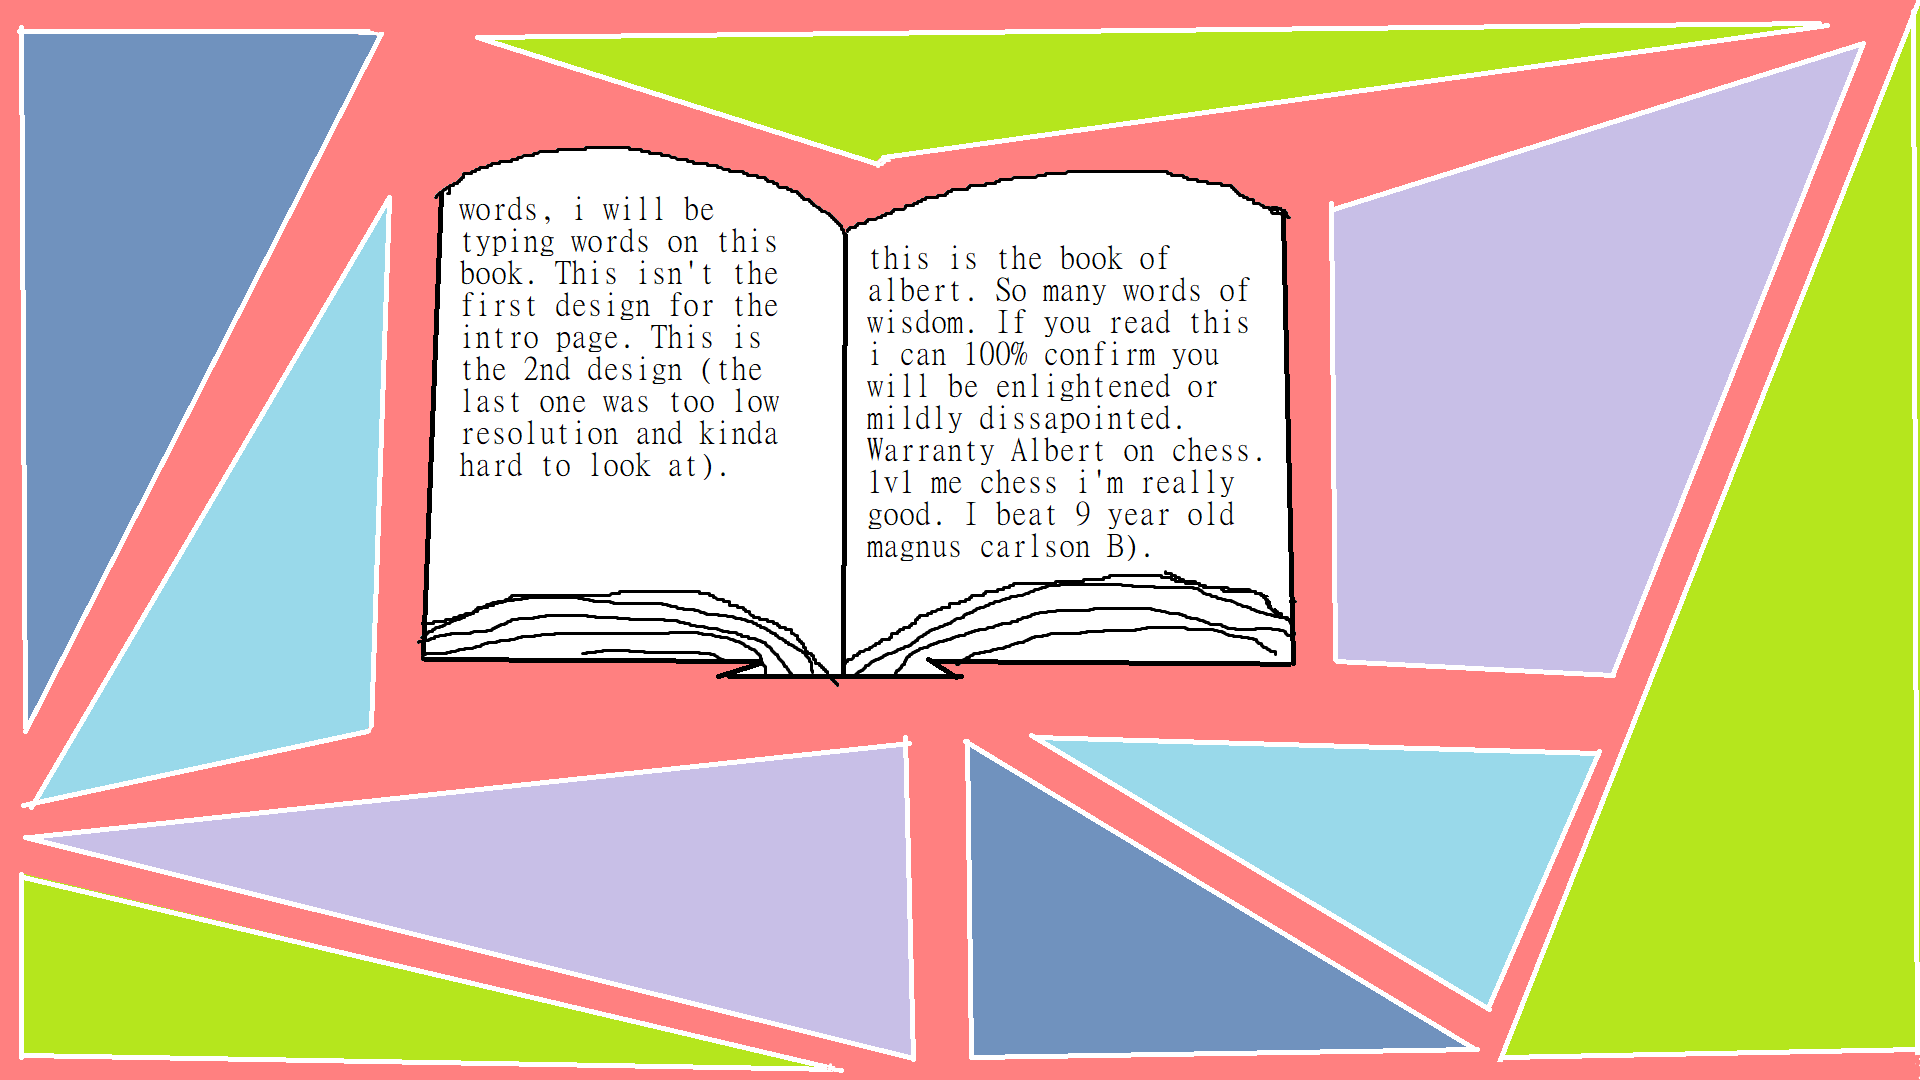 words, i will be
typing words on this
book. This isn't the
first design for the
intro page. This is
the 2nd design (the
last one was too low
resolution and kinda
hard to look at).
this is the book of
albert. So many words of
wisdom. If you read this
i can 100% confirm you
will be enlightened or
mildly dissapointed.
Warranty Albert on chess.
lvl me chess i'm really
good. I beat 9 year old
magnus carlson B).